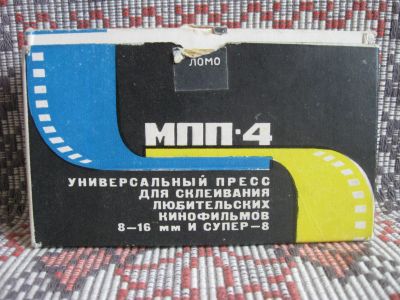 ЛОМО
МПП·4
УНИВЕРСАЛЬНЫЙ ПРЕСС
ДЛЯ СКЛЕИВАНИЯ
ЛЮБИТЕЛЬСКИХ
КИНОФИЛЬМОВ
8–16 мм И СУПЕР–8